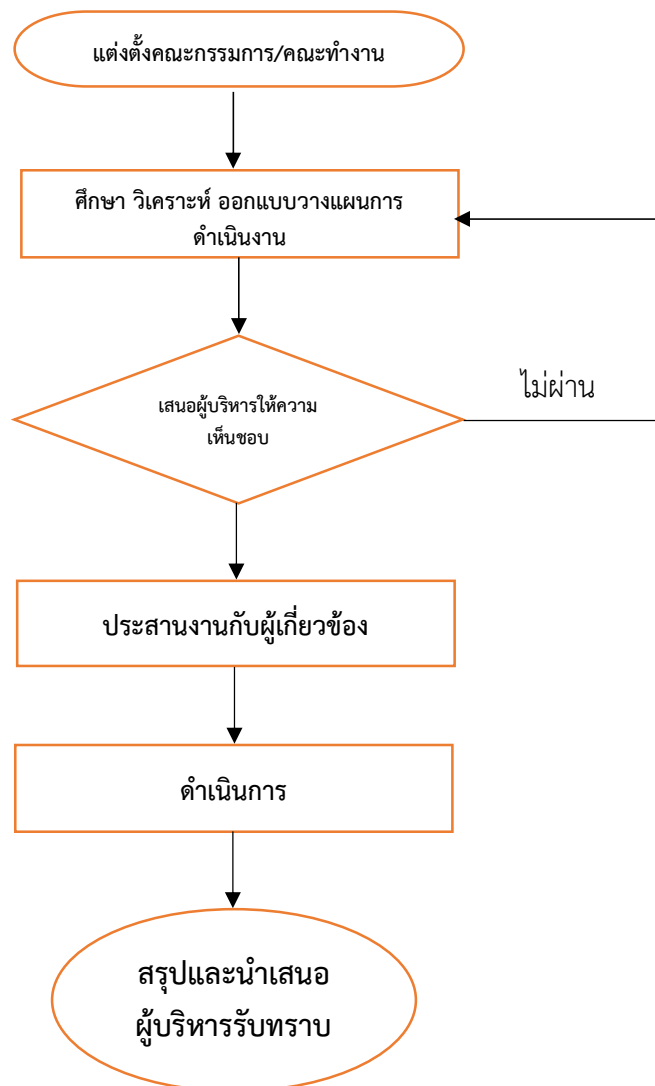 แต่งตั้งคณะกรรมการ/คณะทำงาน
ศึกษา วิเคราะห์ ออกแบบวางแผนการ
ดำเนินงาน
เสนอผู้บริหารให้ความ
เห็นชอบ
ไม่ผ่าน
ประสานงานกับผู้เกี่ยวข้อง
ดำเนินการ
สรุปและนำเสนอ
ผู้บริหารรับทราบ